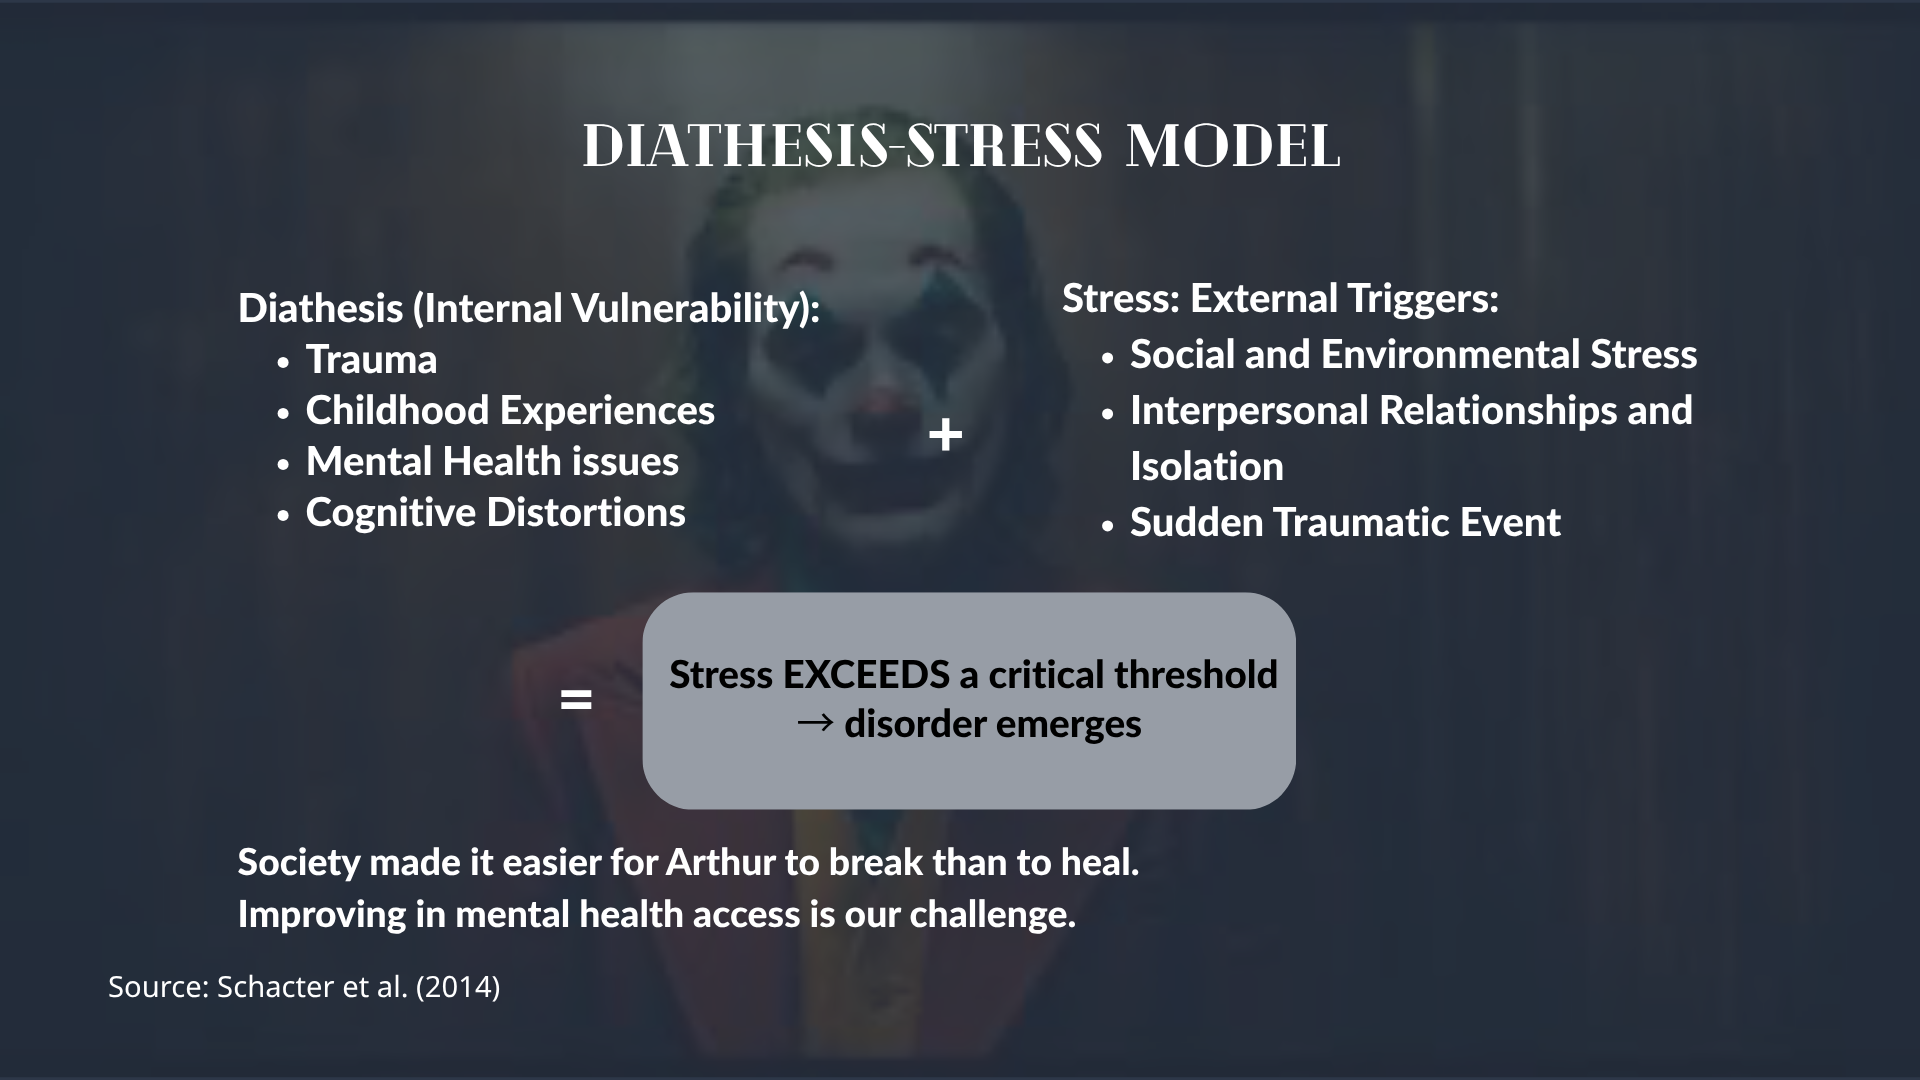 DIATHESIS-STRESS MODEL
Diathesis (Internal Vulnerability):
• Trauma
• Childhood Experiences
• Mental Health issues
• Cognitive Distortions
+
Stress: External Triggers:
• Social and Environmental Stress
• Interpersonal Relationships and
Isolation
• Sudden Traumatic Event
=
Stress EXCEEDS a critical threshold
→ disorder emerges
Society made it easier for Arthur to break than to heal.
Improving in mental health access is our challenge.
Source: Schacter et al. (2014)